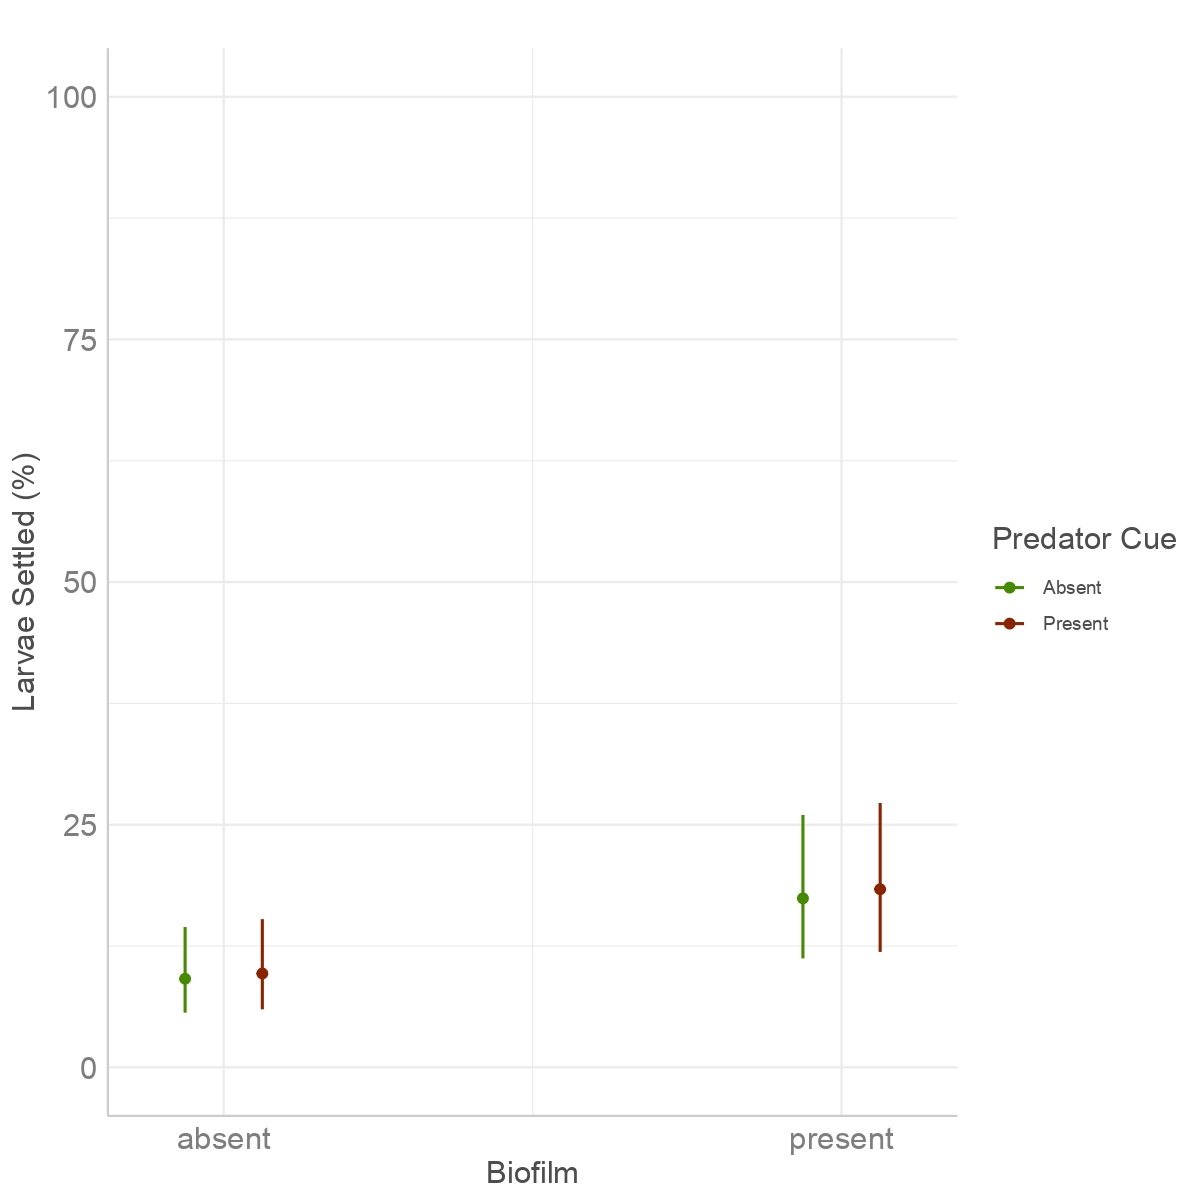 100
75
50
25
0
Larvae Settled (%)
absent
present
Biofilm
Predator Cue
Absent
Present